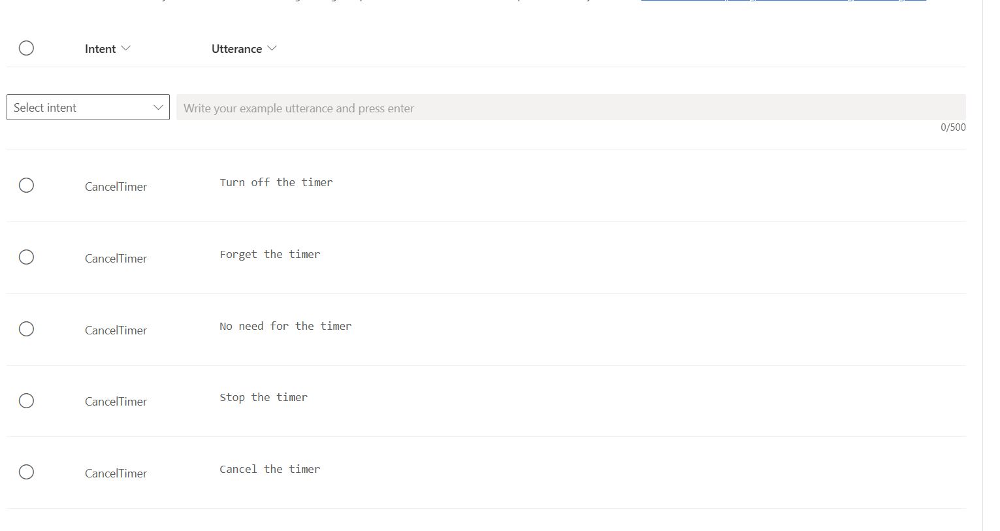 Intent
Utterance
Select intent
Write your example utterance and press enter
0/500
CancelTimer
Turn off the timer
CancelTimer
Forget the timer
CancelTimer
No need for the timer
CancelTimer
Stop the timer
CancelTimer
Cancel the timer